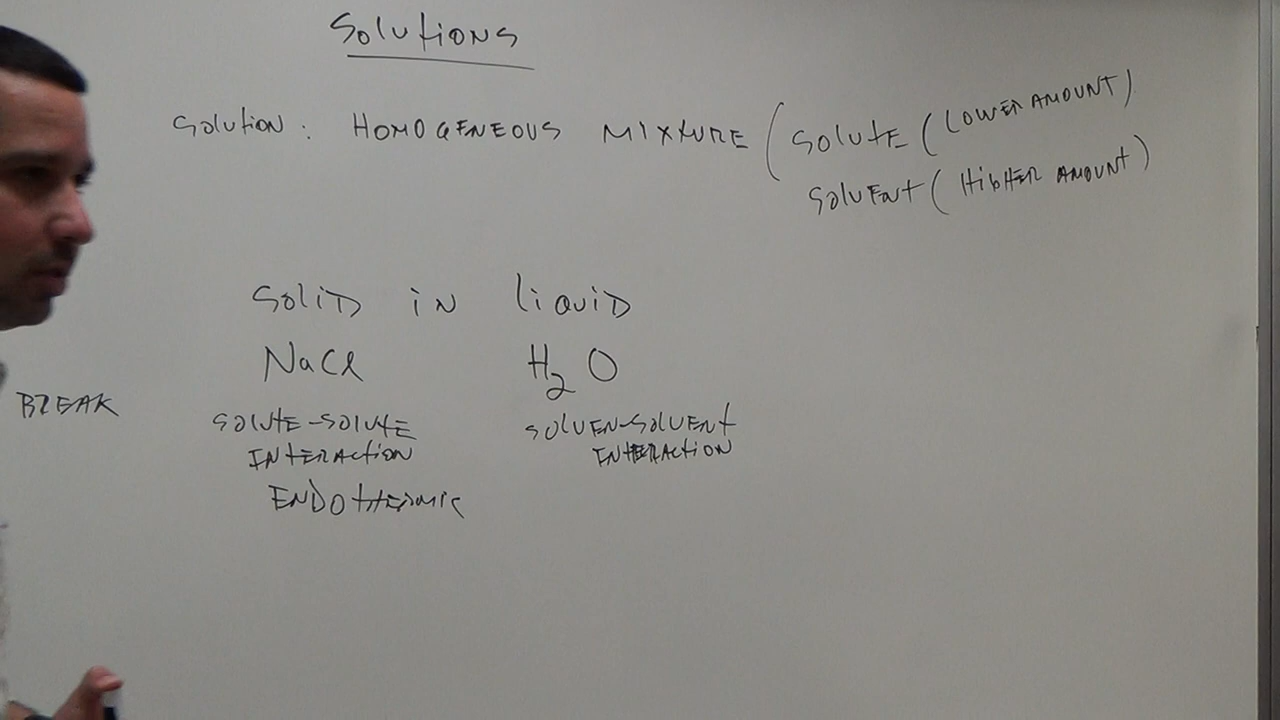 Solutions
Solution: HOMOGENEOUS MIXTURE (SOLUTE (LOWER AMOUNT)
SOLVENT (HIGHER AMOUNT)
SOLID IN LIQUID
NaCl H2O
BREAK SOLUTE-SOLUTE SOLVEN-SOLVENT
INTERACTION INTERACTION
ENDOTHERMIC